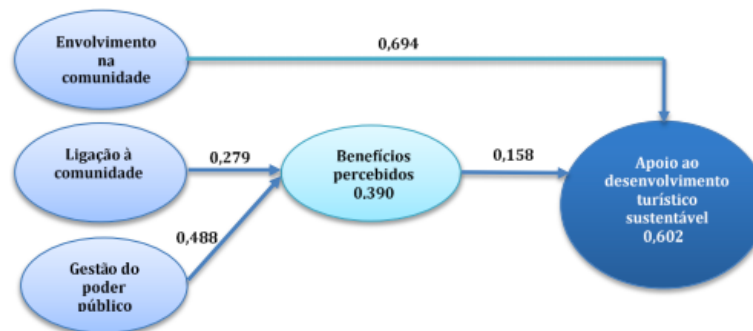 Envolvimento
na
comunidade
0,694
Ligação à
comunidade
0,279
Benefícios
percebidos
0.390
0,158
Apoio ao
desenvolvimento
turístico
sustentável
0,602
0,488
Gestão do
poder
público